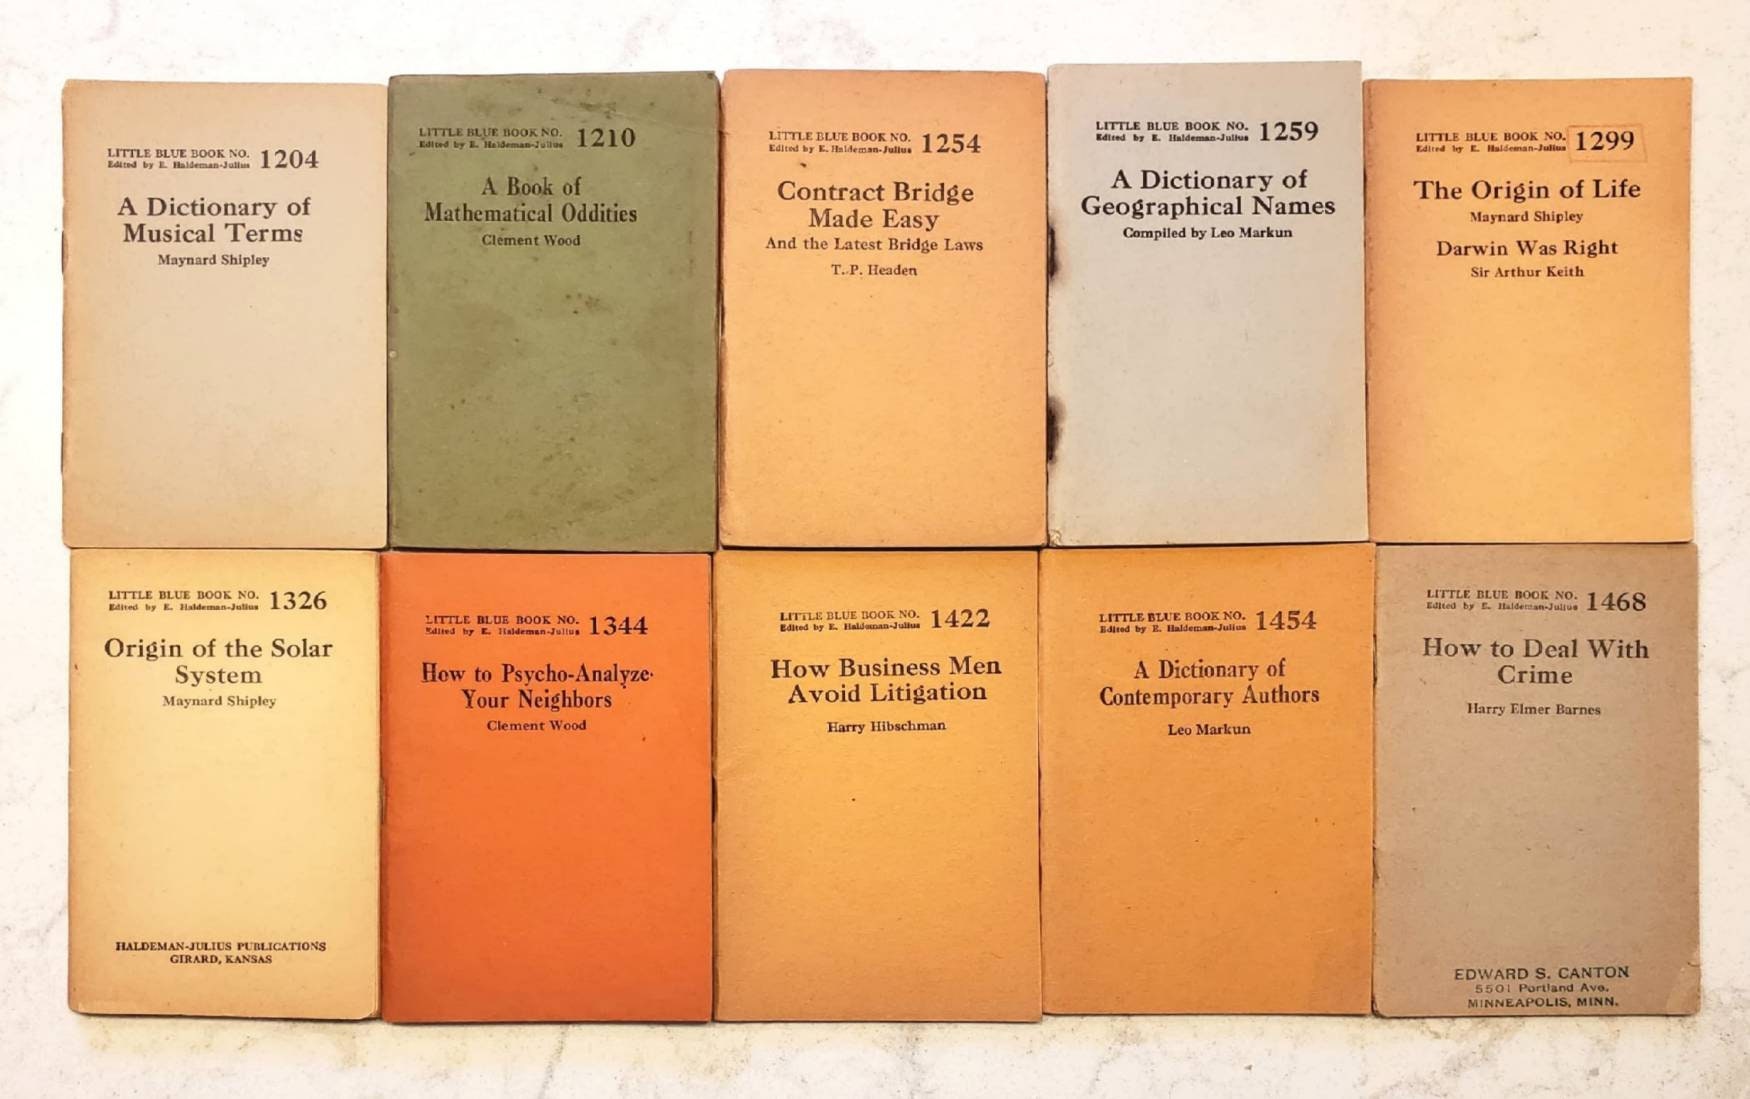 LITTLE BLUE BOOK NO. 1204
Edited by E. Haldeman-Julius
A Dictionary of
Musical Terms
Maynard Shipley
LITTLE BLUE BOOK NO. 1210
Edited by E. Haldeman-Julius
A Book of
Mathematical Oddities
Clement Wood
LITTLE BLUE BOOK NO. 1254
Edited by E. Haldeman-Julius
Contract Bridge
Made Easy
And the Latest Bridge Laws
T. P. Headen
LITTLE BLUE BOOK NO. 1259
Edited by E. Haldeman-Julius
A Dictionary of
Geographical Names
Compiled by Leo Markun
LITTLE BLUE BOOK NO. 1299
Edited by E. Haldeman-Julius
The Origin of Life
Maynard Shipley
Darwin Was Right
Sir Arthur Keith
LITTLE BLUE BOOK NO. 1326
Edited by E. Haldeman-Julius
Origin of the Solar
System
Maynard Shipley
HALDEMAN-JULIUS PUBLICATIONS
GIRARD, KANSAS
LITTLE BLUE BOOK NO. 1344
Edited by E. Haldeman-Julius
How to Psycho-Analyze
Your Neighbors
Clement Wood
LITTLE BLUE BOOK NO. 1422
Edited by E. Haldeman-Julius
How Business Men
Avoid Litigation
Harry Hibschman
LITTLE BLUE BOOK NO. 1454
Edited by E. Haldeman-Julius
A Dictionary of
Contemporary Authors
Leo Markun
LITTLE BLUE BOOK NO. 1468
Edited by E. Haldeman-Julius
How to Deal With
Crime
Harry Elmer Barnes
EDWARD S. CANTON
5501 Portland Ave.
MINNEAPOLIS, MINN.